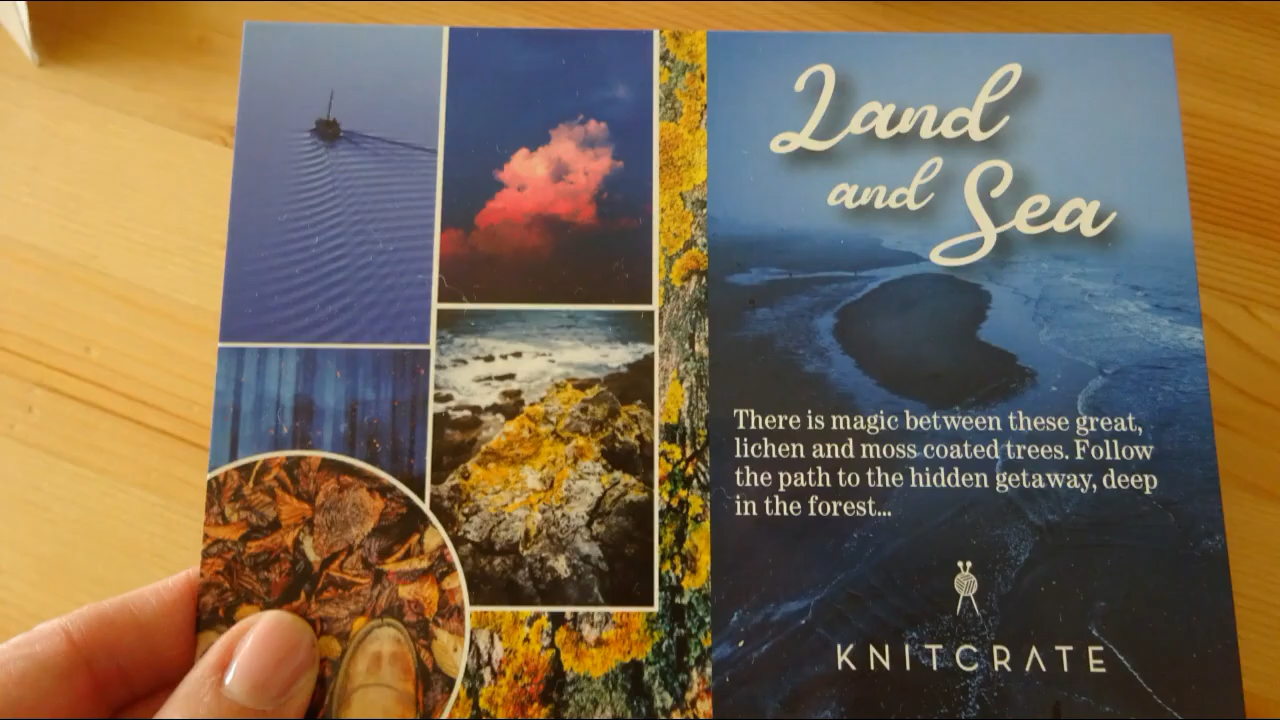 Land
and Sea
There is magic between these great,
lichen and moss coated trees. Follow
the path to the hidden getaway, deep
in the forest...
KNITCRATE